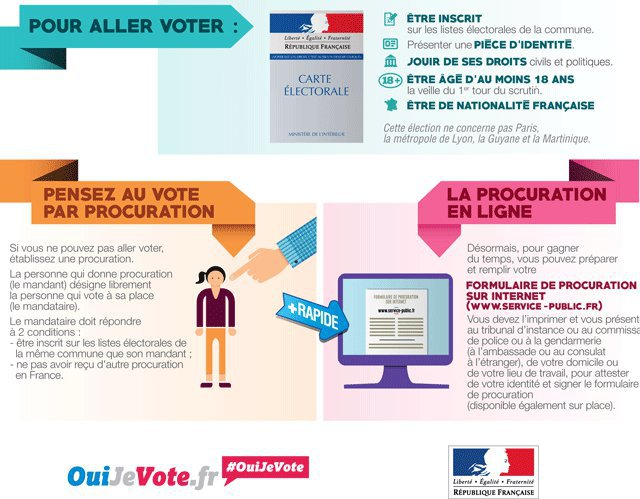 POUR ALLER VOTER :
Liberté • Égalité • Fraternité
RÉPUBLIQUE FRANÇAISE
CARTE
ÉLECTORALE
MINISTÈRE DE L'INTÉRIEUR
ÊTRE INSCRIT
sur les listes électorales de la commune.
Présenter une PIÈCE D'IDENTITÉ.
JOUIR DE SES DROITS civils et politiques.
18+
ÊTRE ÂGÉ D'AU MOINS 18 ANS
la veille du 1er tour du scrutin.
ÊTRE DE NATIONALITÉ FRANÇAISE
Cette élection ne concerne pas Paris,
la métropole de Lyon, la Guyane et la Martinique.
PENSEZ AU VOTE
PAR PROCURATION
Si vous ne pouvez pas aller voter,
établissez une procuration.
La personne qui donne procuration
(le mandant) désigne librement
la personne qui vote à sa place
(le mandataire).
Le mandataire doit répondre
à 2 conditions :
- être inscrit sur les listes électorales de
la même commune que son mandant ;
- ne pas avoir reçu d'autre procuration
en France.
+RAPIDE
FORMULAIRE DE PROCURATION
SUR INTERNET
www.service-public.fr
LA PROCURATION
EN LIGNE
Désormais, pour gagner
du temps, vous pouvez préparer
et remplir votre
FORMULAIRE DE PROCURATION
SUR INTERNET
(WWW.SERVICE-PUBLIC.FR)
Vous devez l'imprimer et vous présente
au tribunal d'instance ou au commissa
de police ou à la gendarmerie
(à l'ambassade ou au consulat
à l'étranger), de votre domicile ou
de votre lieu de travail, pour attester
de votre identité et signer le formulaire
de procuration
(disponible également sur place).
OuiJeVote.fr
#OuiJeVote
Liberté • Égalité • Fraternité
RÉPUBLIQUE FRANÇAISE